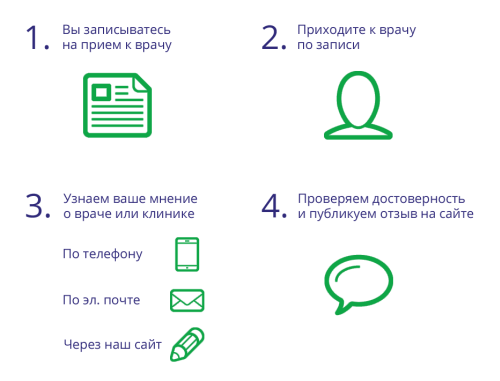 1. Вы записываетесь
на прием к врачу
2. Приходите к врачу
по записи
3. Узнаем ваше мнение
о враче или клинике
По телефону
По эл. почте
Через наш сайт
4. Проверяем достоверность
и публикуем отзыв на сайте